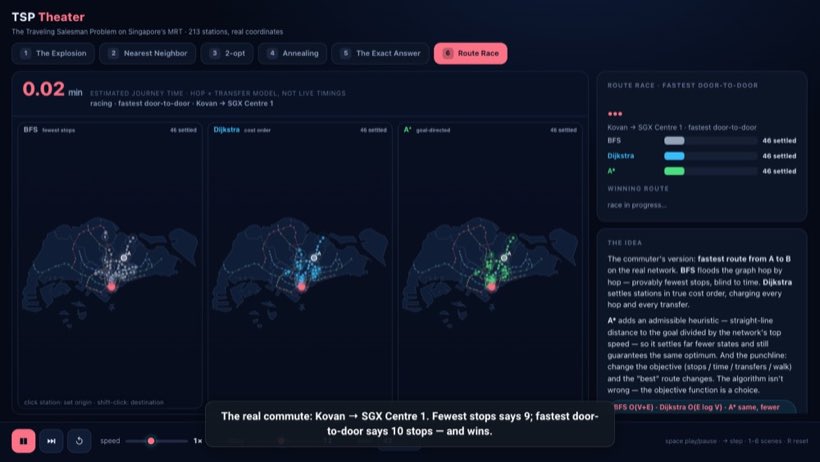 TSP Theater
The Traveling Salesman Problem on Singapore's MRT · 213 stations, real coordinates
1 The Explosion
2 Nearest Neighbor
3 2-opt
4 Annealing
5 The Exact Answer
6 Route Race
0.02 min
ESTIMATED JOURNEY TIME · HOP + TRANSFER MODEL, NOT LIVE TIMINGS
racing · fastest door-to-door · Kovan → SGX Centre 1
BFS fewest stops 46 settled
Dijkstra cost order 46 settled
A* goal-directed 46 settled
A
A
A
click station: set origin · shift-click: destination
ROUTE RACE · FASTEST DOOR-TO-DOOR
•••
Kovan → SGX Centre 1 · fastest door-to-door
BFS 46 settled
Dijkstra 46 settled
A* 46 settled
WINNING ROUTE
race in progress...
THE IDEA
The commuter's version: fastest route from A to B
on the real network. BFS floods the graph hop by
hop — provably fewest stops, blind to time. Dijkstra
settles stations in true cost order, charging every
hop and every transfer.
A* adds an admissible heuristic — straight-line
distance to the goal divided by the network's top
speed — so it settles far fewer states and still
guarantees the same optimum. And the punchline:
change the objective (stops / time / transfers / walk)
and the "best" route changes. The algorithm isn't
wrong — the objective function is a choice.
BFS O(V+E) · Dijkstra O(E log V) · A* same, fewer
The real commute: Kovan → SGX Centre 1. Fewest stops says 9; fastest door-
to-door says 10 stops — and wins.
speed 1×
space play/pause · → step · 1–6 scenes · R reset